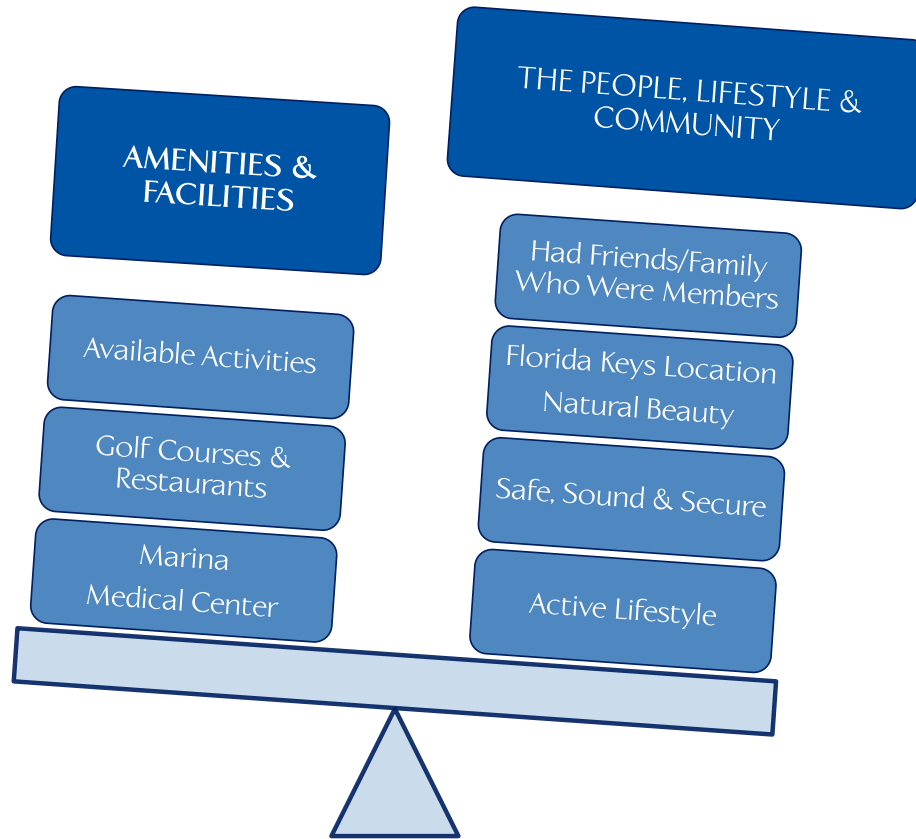 AMENITIES &
FACILITIES
Available Activities
Golf Courses &
Restaurants
Marina
Medical Center
THE PEOPLE, LIFESTYLE &
COMMUNITY
Had Friends/Family
Who Were Members
Florida Keys Location
Natural Beauty
Safe, Sound & Secure
Active Lifestyle